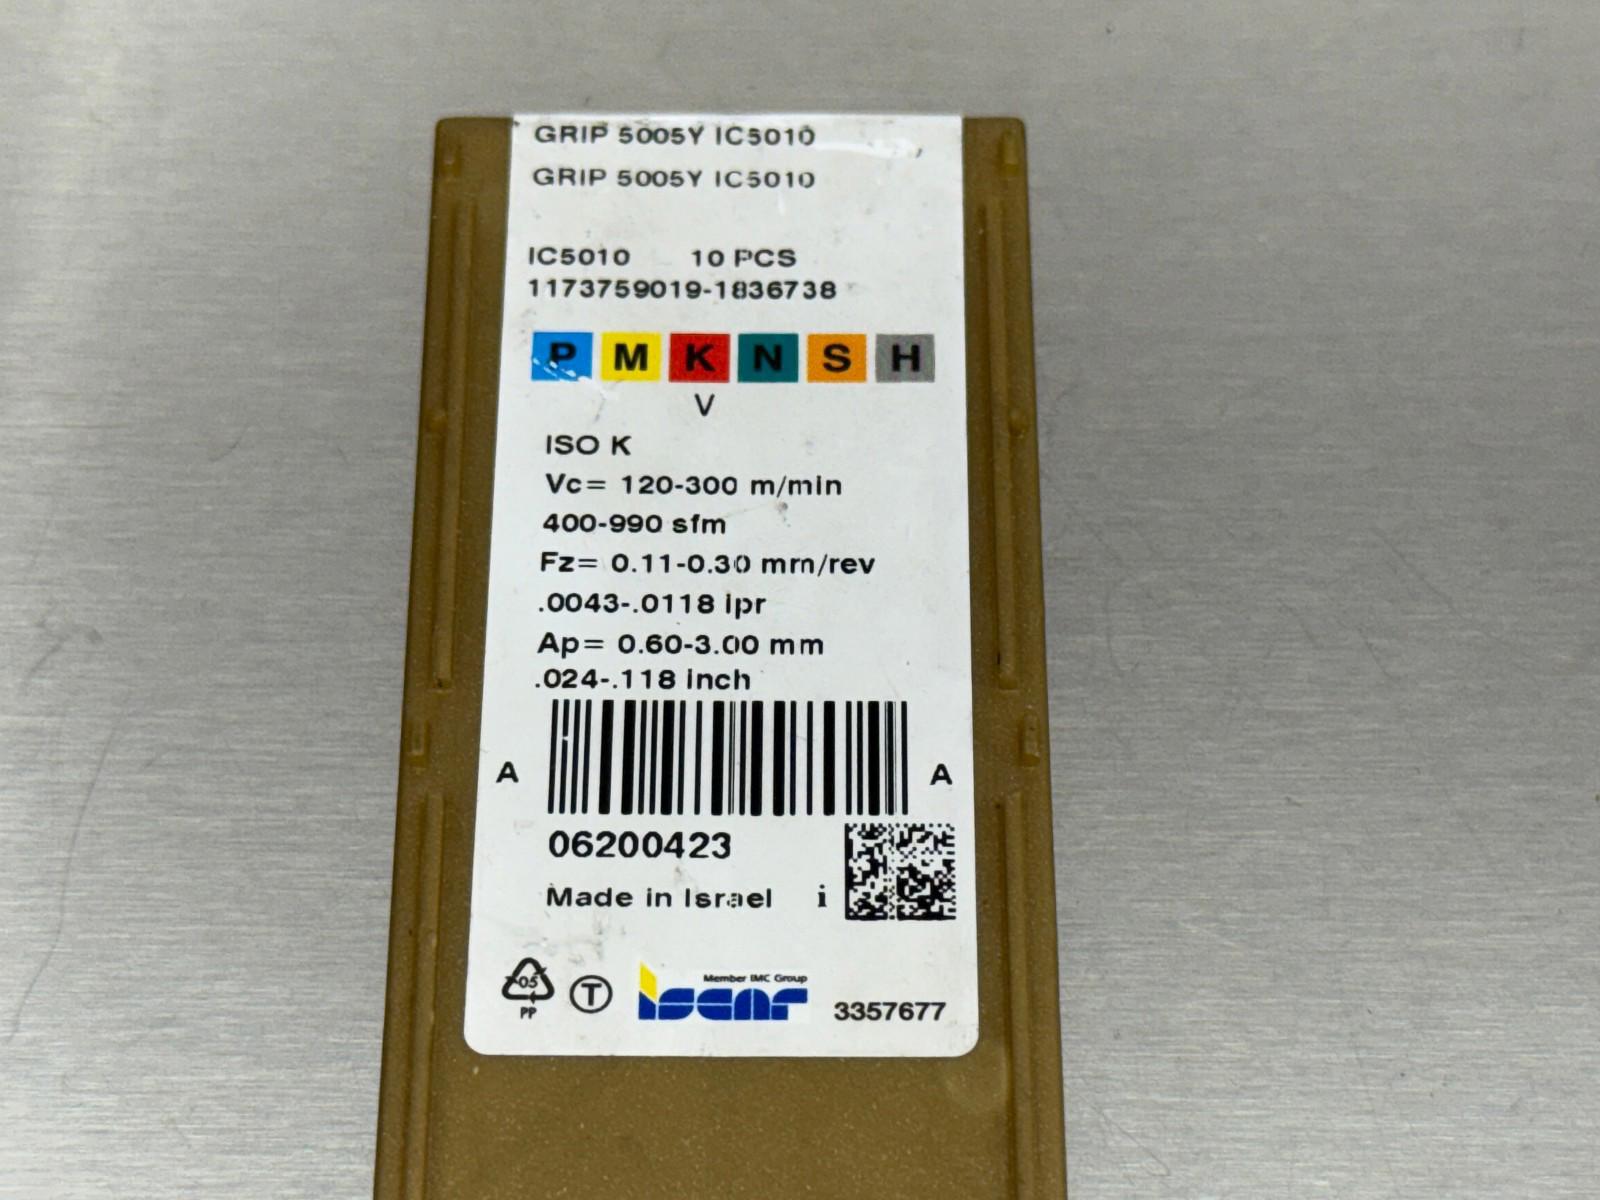 GRIP 5005Y IC5010
GRIP 5005Y IC5010
IC5010 10 PCS
1173759019-1836738
P M K N S H
V
ISO K
Vc= 120-300 m/min
400-990 sfm
Fz= 0.11-0.30 mm/rev
.0043-.0118 ipr
Ap= 0.60-3.00 mm
.024-.118 inch
A A
06200423
Made in Israel i
05
PP
T
Member IMC Group
iscar
3357677